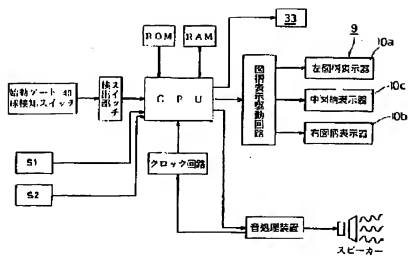 33
9
ROM
RAM
10a
左図柄表示器
始動ゲート 40
球検知スイッチ
スイッチ
検出部
CPU
図柄表示駆動回路
10c
中図柄表示器
10b
右図柄表示器
S1
S2
クロック回路
音処理装置
スピーカー